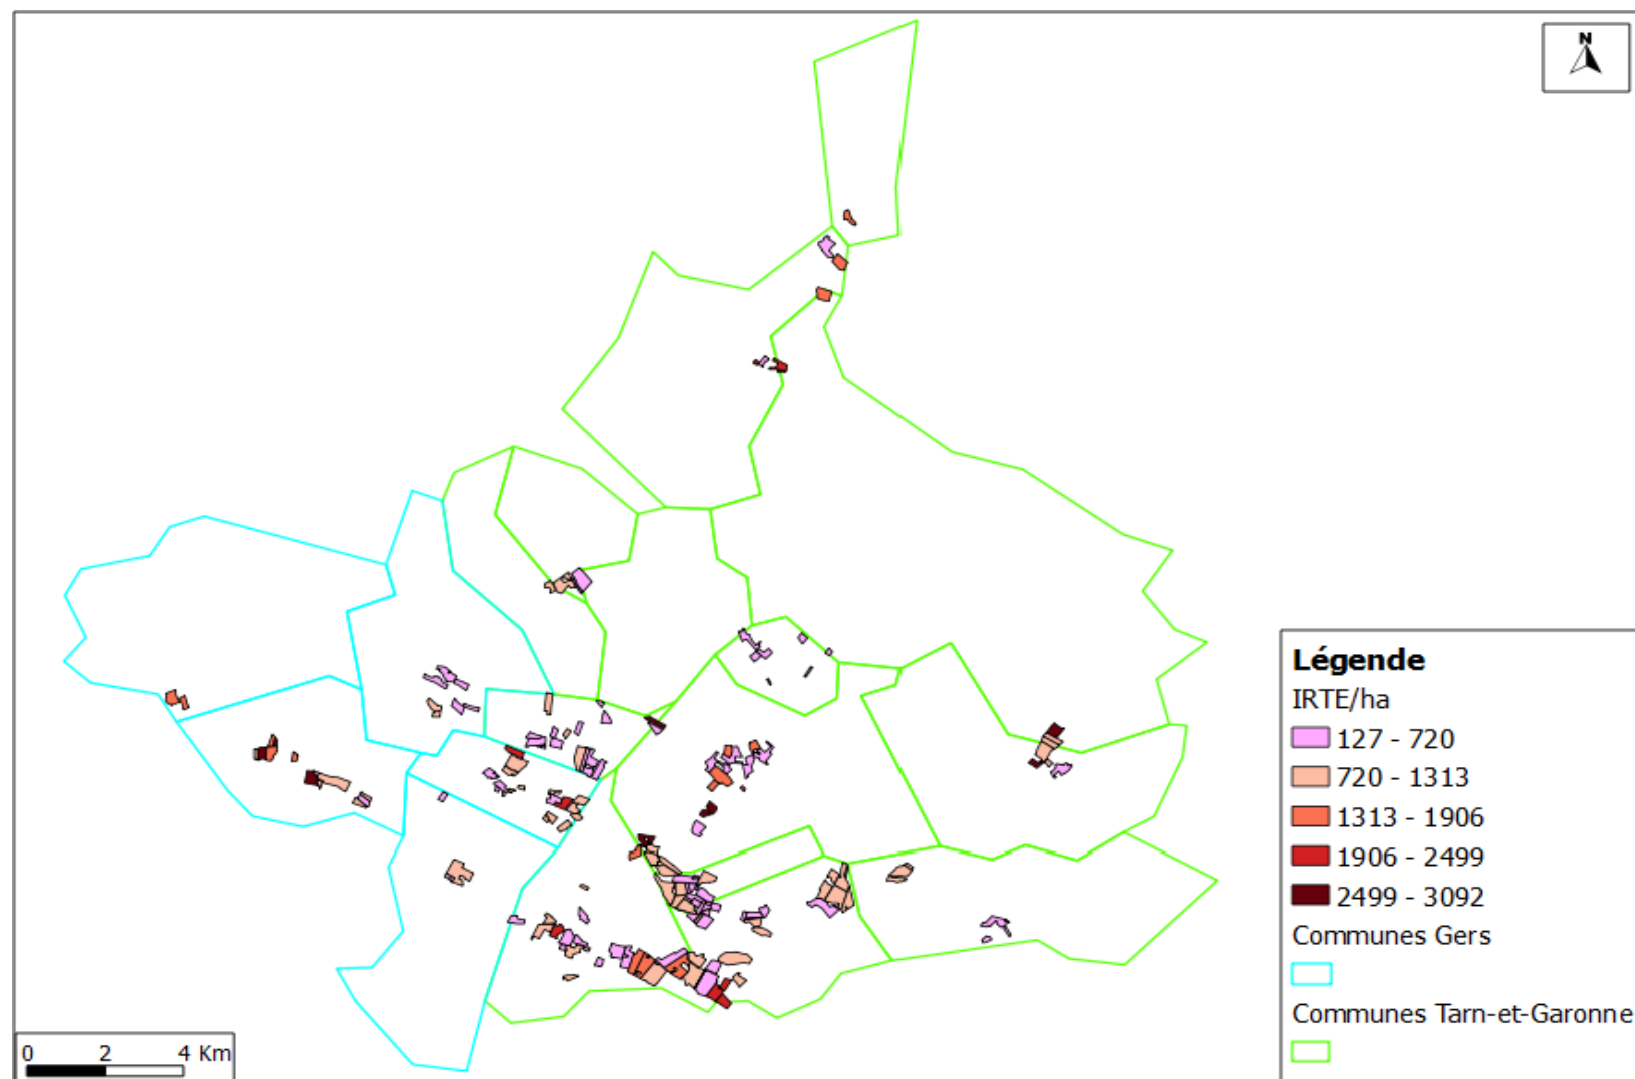 N
Légende
IRTE/ha
127 - 720
720 - 1313
1313 - 1906
1906 - 2499
2499 - 3092
Communes Gers
Communes Tarn-et-Garonne
0 2 4 Km